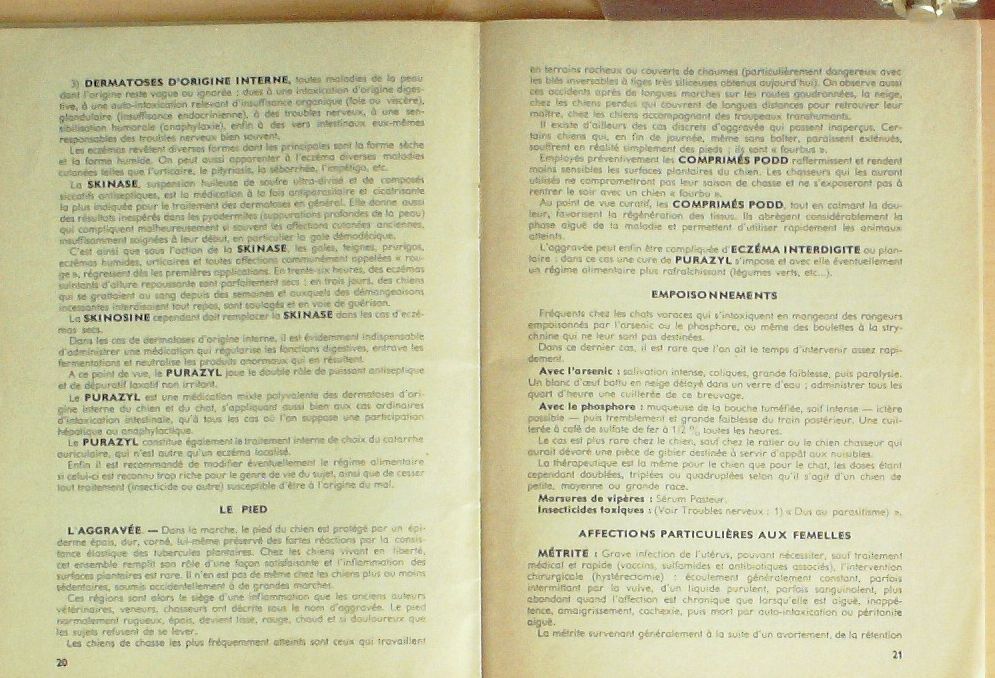 3) DERMATOSES D'ORIGINE INTERNE, toutes maladies de la peau
dont l'origine reste vague ou ignorée : dues à une intoxication d'origine diges-
tive, à une auto-intoxication relevant d'insuffisance organique (foie ou viscère),
glandulaire (insuffisance endocrinienne), à des troubles nerveux, à une sen-
sibilisation humorale (anaphylaxie), enfin à des vers intestinaux eux-mêmes
responsables des troubles nerveux bien souvent.
Les eczémas revêtent diverses formes dont les principales sont la forme sèche
et la forme humide. On peut aussi apparenter à l'eczéma diverses maladies
cutanées telles que l'urticaire, le pityriasis, la séborrhée, l'impétigo, etc.
La SKINASE, suspension huileuse de soufre ultra-divisé et de composés
siccatifs antiseptiques, est la médication à la fois antiparasitaire et cicatrisante
la plus indiquée pour le traitement des dermatoses en général. Elle donne aussi
des résultats inespérés dans les pyodermites (suppurations profondes de la peau)
qui compliquent malheureusement si souvent les affections cutanées anciennes,
insuffisamment soignées à leur début, en particulier la gale démodécique.
C'est ainsi que sous l'action de la SKINASE, les gales, teignes, prurigos,
eczémas humides, urticaires et toutes affections communément appelées « rou-
ge », régressent dès les premières applications. En trente-six heures, des eczémas
suintants d'allure repoussante sont parfaitement secs ; en trois jours, des chiens
qui se grattaient au sang depuis des semaines et auxquels des démangeaisons
incessantes interdisaient tout repos, sont soulagés et en voie de guérison.
La SKINOSINE cependant doit remplacer la SKINASE dans les cas d'eczé-
mas secs.
Dans les cas de dermatoses d'origine interne, il est évidemment indispensable
d'administrer une médication qui régularise les fonctions digestives, entrave les
fermentations et neutralise les produits anormaux qui en résultent.
A ce point de vue, le PURAZYL joue le double rôle de puissant antiseptique
et de dépuratif laxatif non irritant.
Le PURAZYL est une médication mixte polyvalente des dermatoses d'ori-
gine interne du chien et du chat, s'appliquant aussi bien aux cas ordinaires
d'intoxication intestinale, qu'à tous les cas où l'on suppose une participation
hépatique ou anaphylactique.
Le PURAZYL constitue également le traitement interne de choix du catarrhe
auriculaire, qui n'est autre qu'un eczéma localisé.
Enfin il est recommandé de modifier éventuellement le régime alimentaire
si celui-ci est reconnu trop riche pour le genre de vie du sujet, ainsi que de cesser
tout traitement (insecticide ou autre) susceptible d'être à l'origine du mal.
LE PIED
L'AGGRAVÉE. — Dans la marche, le pied du chien est protégé par un épi-
derme épais, dur, corné, lui-même préservé des fortes réactions par la consis-
tance élastique des tubercules plantaires. Chez les chiens vivant en liberté,
cet ensemble remplit son rôle d'une façon satisfaisante et l'inflammation des
surfaces plantaires est rare. Il n'en est pas de même chez les chiens plus ou moins
sédentaires, soumis accidentellement à de grandes marches.
Ces régions sont alors le siège d'une inflammation que les anciens auteurs
vétérinaires, veneurs, chasseurs ont décrite sous le nom d'aggravée. Le pied
normalement rugueux, épais, devient lisse, rouge, chaud et si douloureux que
les sujets refusent de se lever.
Les chiens de chasse les plus fréquemment atteints sont ceux qui travaillent
20
en terrains rocheux ou couverts de chaumes (particulièrement dangereux avec
les blés inversables à tiges très siliceuses obtenus aujourd'hui). On observe aussi
ces accidents après de longues marches sur les routes goudronnées, la neige,
chez les chiens perdus qui couvrent de longues distances pour retrouver leur
maître, chez les chiens accompagnant des troupeaux transhumants.
Il existe d'ailleurs des cas discrets d'aggravée qui passent inaperçus. Cer-
tains chiens qui, en fin de journée, même sans boiter, paraissent exténués,
souffrent en réalité simplement des pieds ; ils sont « fourbus ».
Employés préventivement les COMPRIMÉS PODD raffermissent et rendent
moins sensibles les surfaces plantaires du chien. Les chasseurs qui les auront
utilisés ne compromettront pas leur saison de chasse et ne s'exposeront pas à
rentrer le soir avec un chien « fourbu ».
Au point de vue curatif, les COMPRIMÉS PODD, tout en calmant la dou-
leur, favorisent la régénération des tissus. Ils abrègent considérablement la
phase aiguë de la maladie et permettent d'utiliser rapidement les animaux
atteints.
L'aggravée peut enfin être compliquée d'ECZÉMA INTERDIGITE ou plan-
taire : dans ce cas une cure de PURAZYL s'impose et avec elle éventuellement
un régime alimentaire plus rafraîchissant (légumes verts, etc...).
EMPOISONNEMENTS
Fréquents chez les chats voraces qui s'intoxiquent en mangeant des rongeurs
empoisonnés par l'arsenic ou le phosphore, ou même des boulettes à la stry-
chnine qui ne leur sont pas destinées.
Dans ce dernier cas, il est rare que l'on ait le temps d'intervenir assez rapi-
dement.
Avec l'arsenic : salivation intense, coliques, grande faiblesse, puis paralysie.
Un blanc d'œuf battu en neige délayé dans un verre d'eau ; administrer tous les
quart d'heure une cuillerée de ce breuvage.
Avec le phosphore : muqueuse de la bouche tuméfiée, soif intense — ictère
possible — puis tremblement et grande faiblesse du train postérieur. Une cuil-
lerée à café de sulfate de fer à 1/2 % toutes les heures.
Le cas est plus rare chez le chien, sauf chez le ratier ou le chien chasseur qui
aurait dévoré une pièce de gibier destinée à servir d'appât aux nuisibles.
La thérapeutique est la même pour le chien que pour le chat, les doses étant
cependant doublées, triplées ou quadruplées selon qu'il s'agit d'un chien de
petite, moyenne ou grande race.
Morsures de vipères : Sérum Pasteur.
Insecticides toxiques : (Voir Troubles nerveux : 1) « Dus au parasitisme) ».
AFFECTIONS PARTICULIÈRES AUX FEMELLES
MÉTRITE : Grave infection de l'utérus, pouvant nécessiter, sauf traitement
médical et rapide (vaccins, sulfamides et antibiotiques associés), l'intervention
chirurgicale (hystérectomie) : écoulement généralement constant, parfois
intermittant par la vulve, d'un liquide purulent, parfois sanguinolent, plus
abondant quand l'affection est chronique que lorsqu'elle est aiguë, inappé-
tence, amaigrissement, cachexie, puis mort par auto-intoxication ou péritonite
aiguë.
La métrite survenant généralement à la suite d'un avortement, de la rétention
21